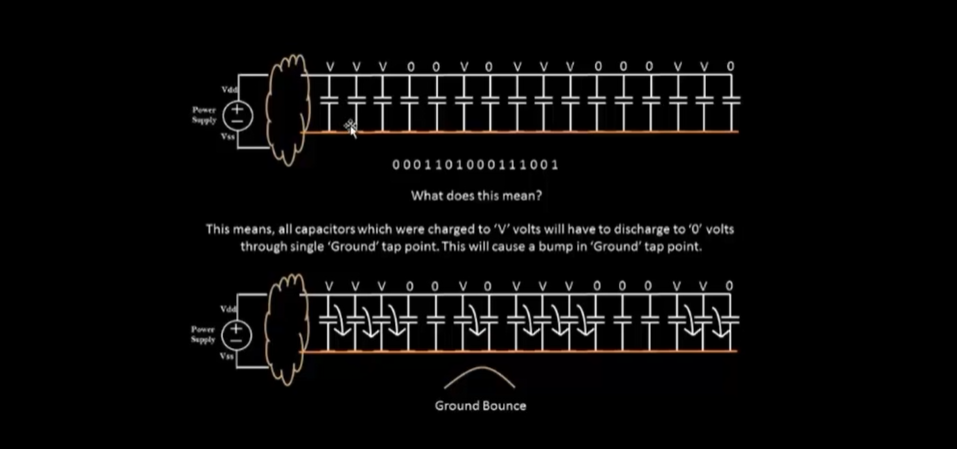 V V V 0 0 V 0 V V V 0 0 0 V V 0
Vdd
Power
Supply
Vss
0 0 0 1 1 0 1 0 0 0 1 1 1 0 0 1
What does this mean?
This means, all capacitors which were charged to ‘V’ volts will have to discharge to ‘0’ volts
through single ‘Ground’ tap point. This will cause a bump in ‘Ground’ tap point.
V V V 0 0 V 0 V V V 0 0 0 V V 0
Vdd
Power
Supply
Vss
Ground Bounce